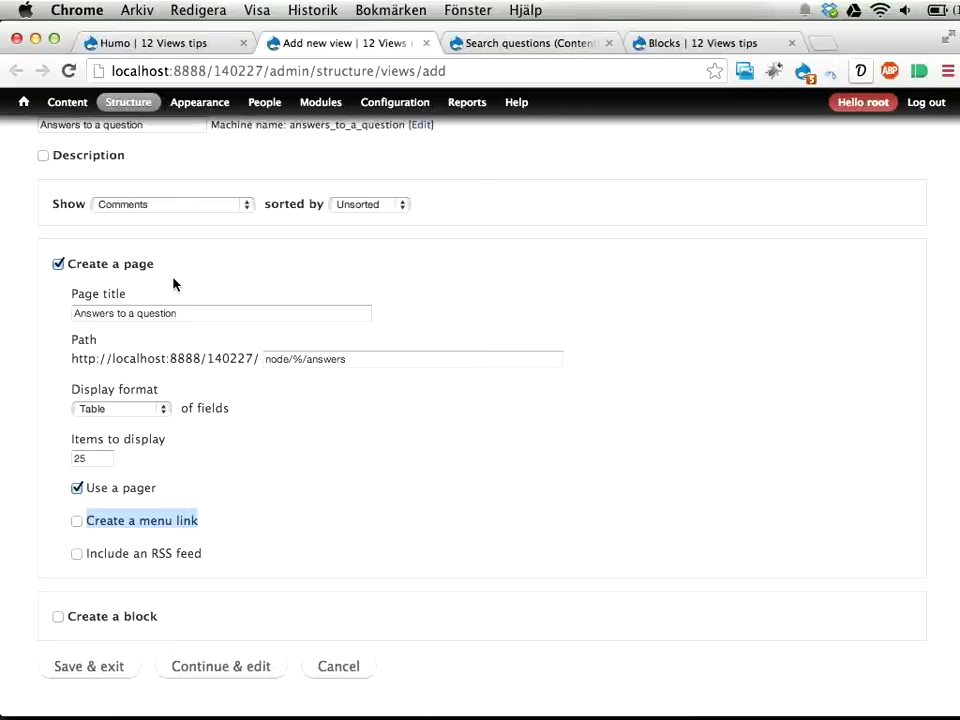 Chrome Arkiv Redigera Visa Historik Bokmärken Fönster Hjälp
Humo | 12 Views tips
Add new view | 12 Views
Search questions (Conten
Blocks | 12 Views tips
localhost:8888/140227/admin/structure/views/add
D
ABP
5
Content Structure Appearance People Modules Configuration Reports Help Hello root Log out
Answers to a question Machine name: answers_to_a_question [Edit]
Description
Show Comments sorted by Unsorted
Create a page
Page title
Answers to a question
Path
http://localhost:8888/140227/ node/%/answers
Display format
Table of fields
Items to display
25
Use a pager
Create a menu link
Include an RSS feed
Create a block
Save & exit Continue & edit Cancel